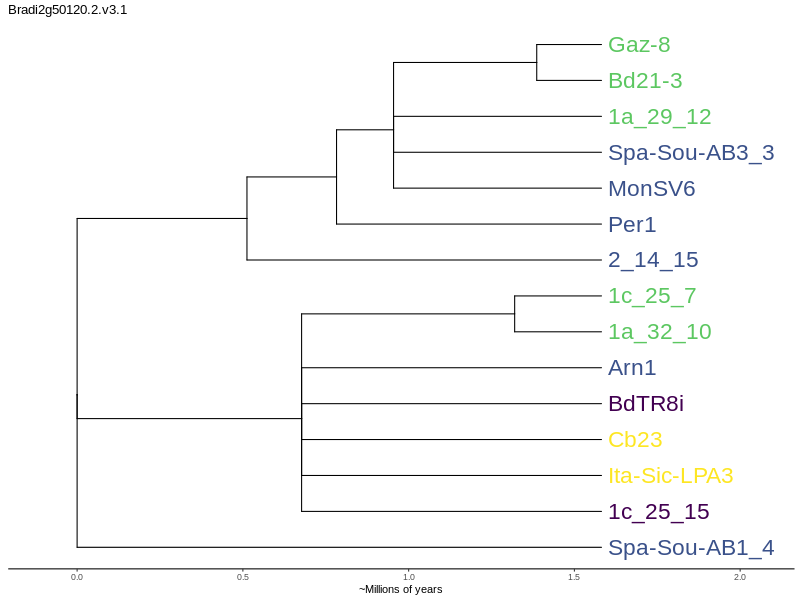 Bradi2g50120.2.v3.1
Gaz-8
Bd21-3
1a_29_12
Spa-Sou-AB3_3
MonSV6
Per1
2_14_15
1c_25_7
1a_32_10
Arn1
BdTR8i
Cb23
Ita-Sic-LPA3
1c_25_15
Spa-Sou-AB1_4
0.0 0.5 1.0 1.5 2.0
~Millions of years